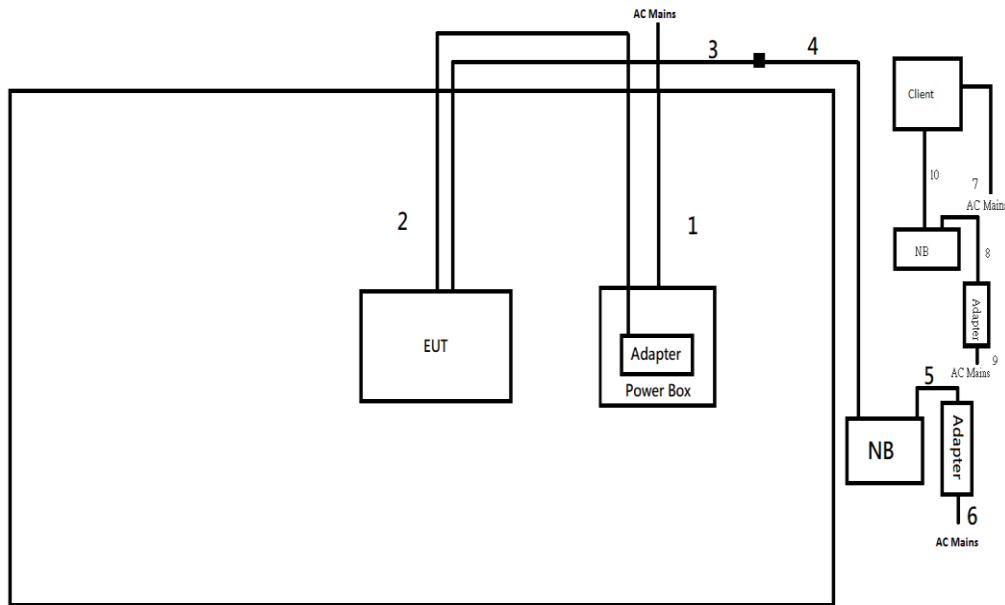 AC Mains
3
4
Client
10
7
AC Mains
2
1
NB
8
EUT
Adapter
Adapter
Power Box
9
AC Mains
5
NB
Adapter
6
AC Mains